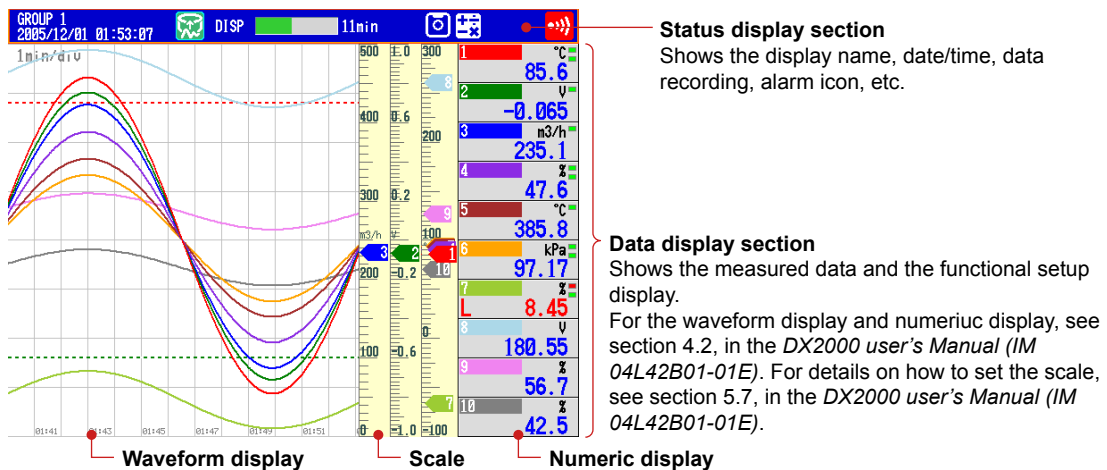 GROUP 1
2005/12/01 01:53:07
DISP
11min
1min/div
500 1.0 300
400 0.6
200
300 0.2
100
m3/h V
200 -0.2
0
100 -0.6
0 -1.0 -100
8
9
3 2 1
10
7
01:41 01:43 01:45 01:47 01:49 01:51
1 °C
85.6
2 V
-0.065
3 m3/h
235.1
4 %
47.6
5 °C
385.8
6 kPa
97.17
7 %
L 8.45
8 V
180.55
9 %
56.7
10 %
42.5
Status display section
Shows the display name, date/time, data
recording, alarm icon, etc.
Data display section
Shows the measured data and the functional setup
display.
For the waveform display and numeriuc display, see
section 4.2, in the DX2000 user's Manual (IM
04L42B01-01E). For details on how to set the scale,
see section 5.7, in the DX2000 user's Manual (IM
04L42B01-01E).
Waveform display
Scale
Numeric display